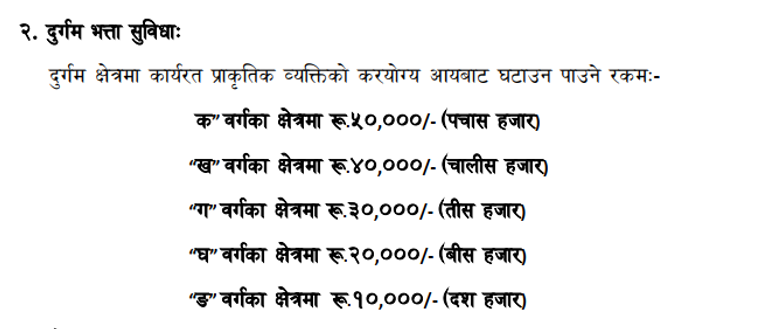 २. दुर्गम भत्ता सुविधाः
दुर्गम क्षेत्रमा कार्यरत प्राकृतिक व्यक्तिको करयोग्य आयबाट घटाउन पाउने रकमः-
क” वर्गका क्षेत्रमा रू.५०,०००/- (पचास हजार)
“ख” वर्गका क्षेत्रमा रू.४०,०००/- (चालीस हजार)
“ग” वर्गका क्षेत्रमा रू.३०,०००/- (तीस हजार)
“घ” वर्गका क्षेत्रमा रू.२०,०००/- (बीस हजार)
“ङ” वर्गका क्षेत्रमा रू.१०,०००/- (दश हजार)